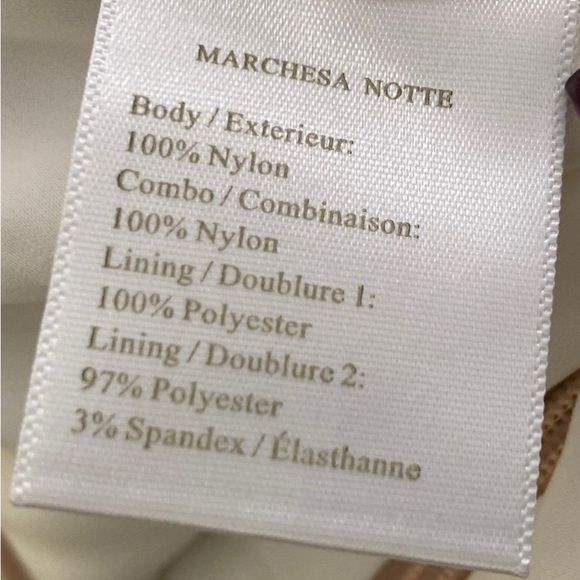 MARCHESA NOTTE
Body / Exterieur:
100% Nylon
Combo / Combinaison:
100% Nylon
Lining / Doublure 1:
100% Polyester
Lining / Doublure 2:
97% Polyester
3% Spandex / Élasthanne